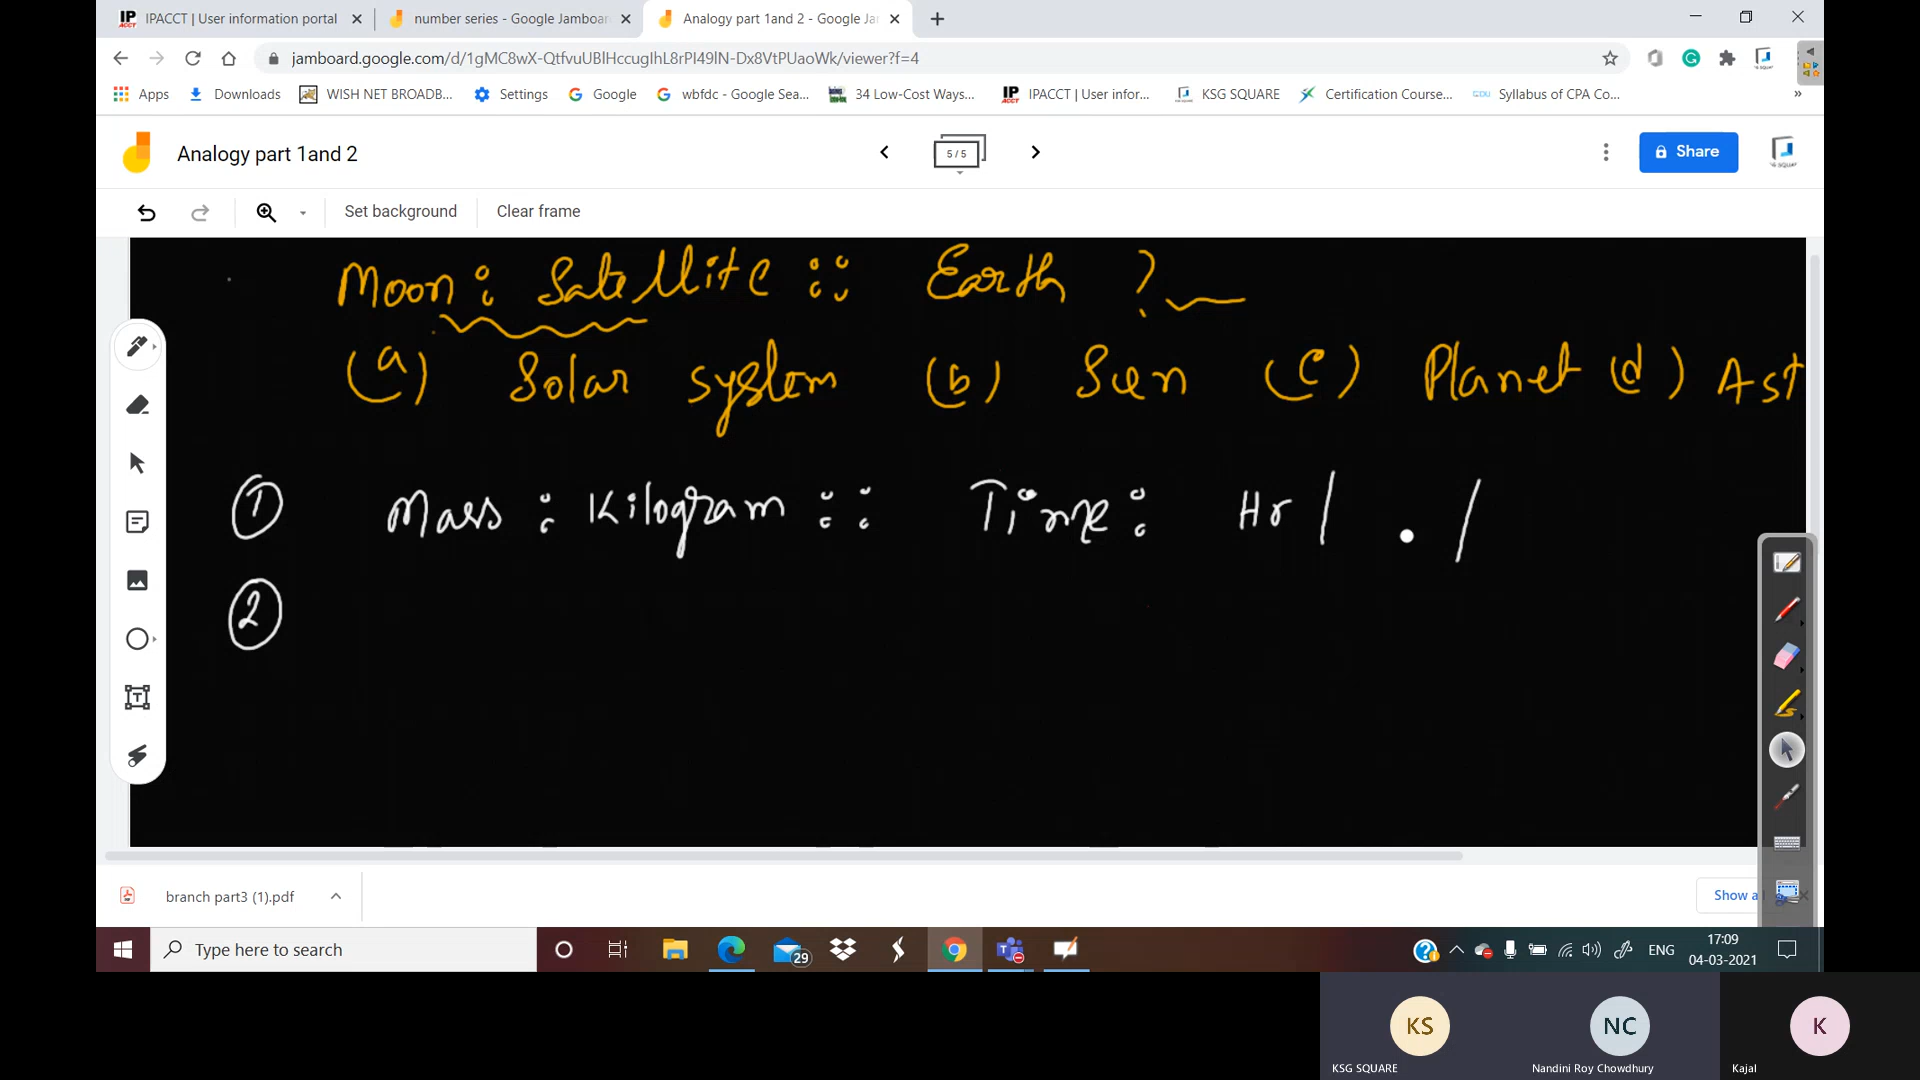 IPACCT | User information portal
number series - Google Jamboar
Analogy part 1and 2 - Google Ja
jamboard.google.com/d/1gMC8wX-QtfvuUBlHccugIhL8rPI49lN-Dx8VtPUaoWk/viewer?f=4
Apps Downloads WISH NET BROADB... Settings Google wbfdc - Google Sea... 34 Low-Cost Ways... IPACCT | User infor... KSG SQUARE Certification Course... Syllabus of CPA Co... »
Analogy part 1and 2
5 / 5
Share
Set background Clear frame
Moon : Satellite :: Earth ?
(a) Solar system (b) Sun (c) Planet (d) Ast
① Mass : Kilogram :: Time : Hr / . /
②
branch part3 (1).pdf
Show a
Type here to search
29
ENG
17:09
04-03-2021
KS
NC
K
KSG SQUARE
Nandini Roy Chowdhury
Kajal